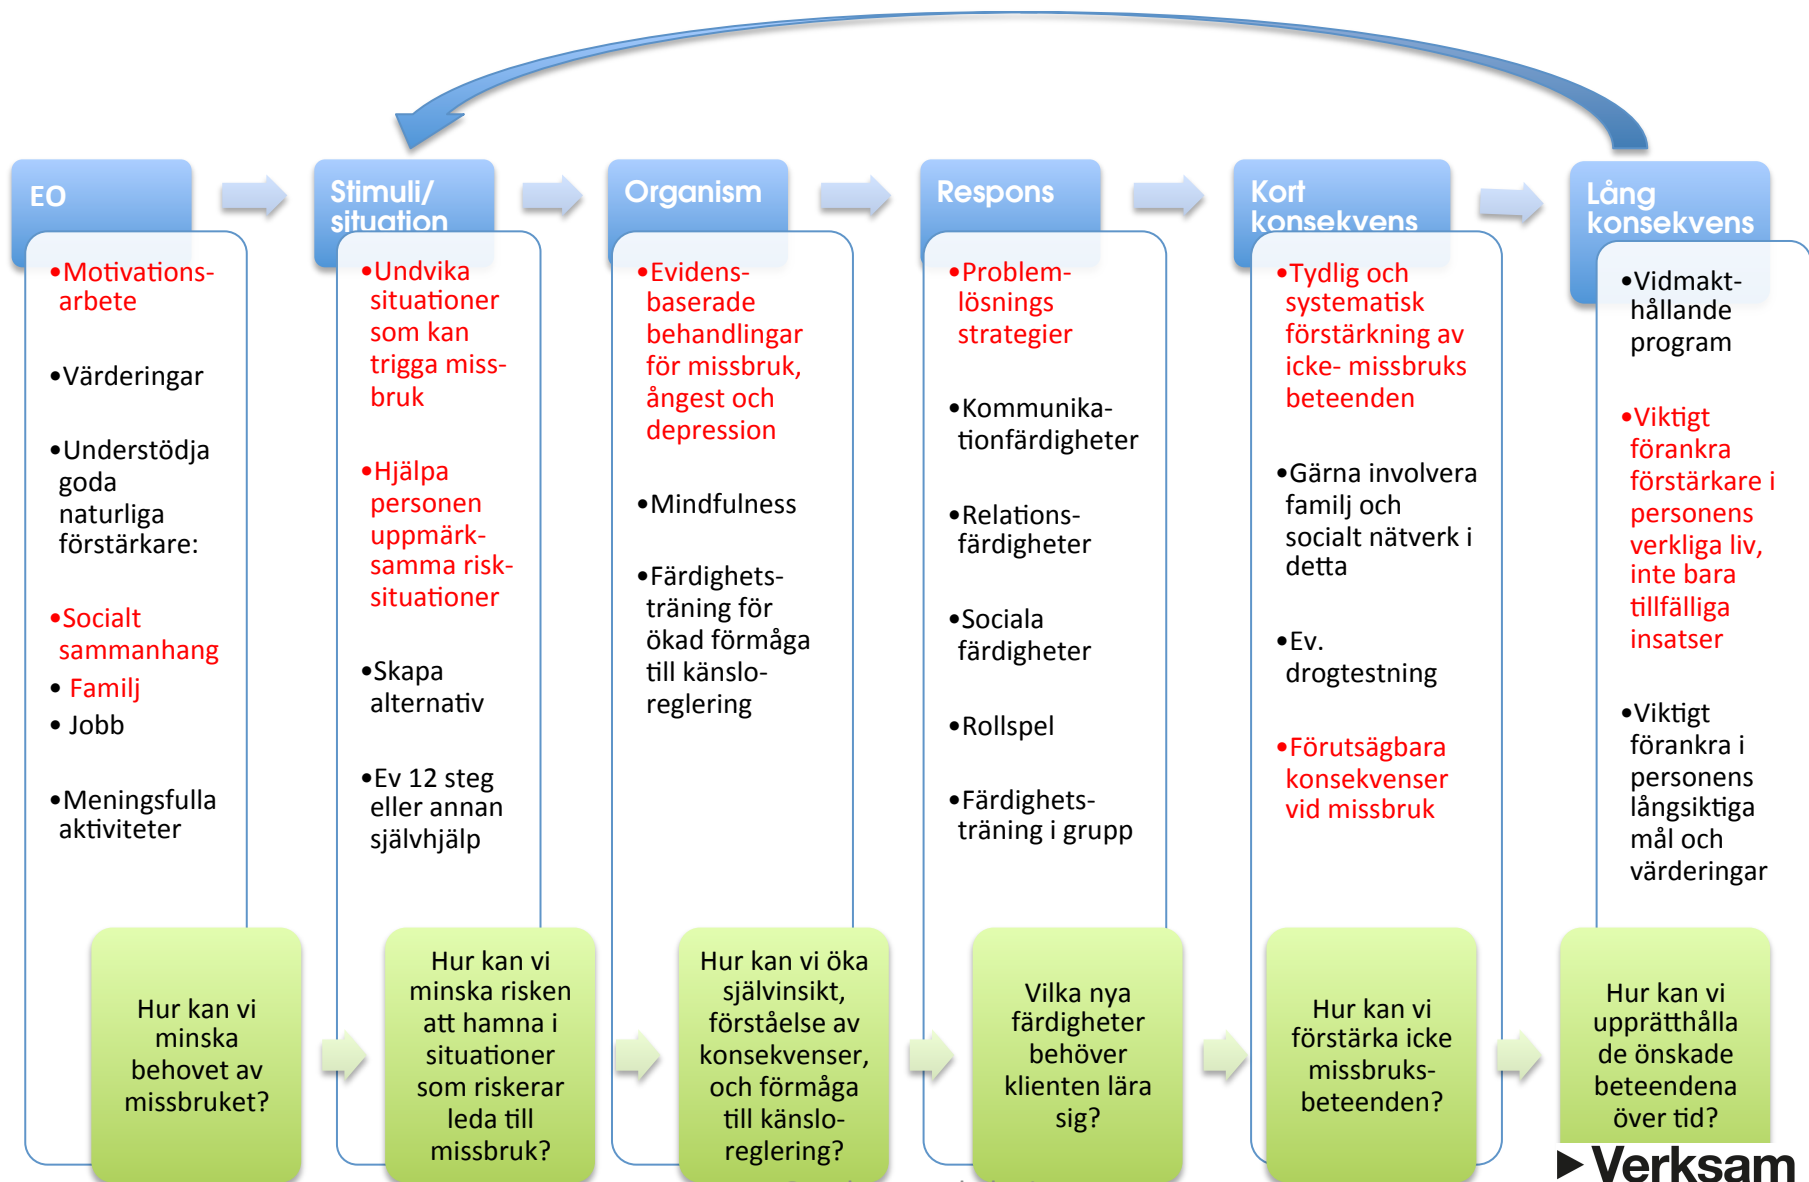 EO
•Motivations-
arbete
•Värderingar
•Understödja
goda
naturliga
förstärkare:
•Socialt
sammanhang
• Familj
• Jobb
•Meningsfulla
aktiviteter
Hur kan vi
minska
behovet av
missbruket?
Stimuli/
situation
•Undvika
situationer
som kan
trigga miss-
bruk
•Hjälpa
personen
uppmärk-
samma risk-
situationer
•Skapa
alternativ
•Ev 12 steg
eller annan
självhjälp
Hur kan vi
minska risken
att hamna i
situationer
som riskerar
leda till
missbruk?
Organism
•Evidens-
baserade
behandlingar
för missbruk,
ångest och
depression
•Mindfulness
•Färdighets-
träning för
ökad förmåga
till känslo-
reglering
Hur kan vi öka
självinsikt,
förståelse av
konsekvenser,
och förmåga
till känslo-
reglering?
Respons
•Problem-
lösnings
strategier
•Kommunika-
tionfärdigheter
•Relations-
färdigheter
•Sociala
färdigheter
•Rollspel
•Färdighets-
träning i grupp
Vilka nya
färdigheter
behöver
klienten lära
sig?
Kort
konsekvens
•Tydlig och
systematisk
förstärkning av
icke- missbruks
beteenden
•Gärna involvera
familj och
socialt nätverk i
detta
•Ev.
drogtestning
•Förutsägbara
konsekvenser
vid missbruk
Hur kan vi
förstärka icke
missbruks-
beteenden?
Lång
konsekvens
•Vidmakt-
hållande
program
•Viktigt
förankra
förstärkare i
personens
verkliga liv,
inte bara
tillfälliga
insatser
•Viktigt
förankra i
personens
långsiktiga
mål och
värderingar
Hur kan vi
upprätthålla
de önskade
beteendena
över tid?
Verksam